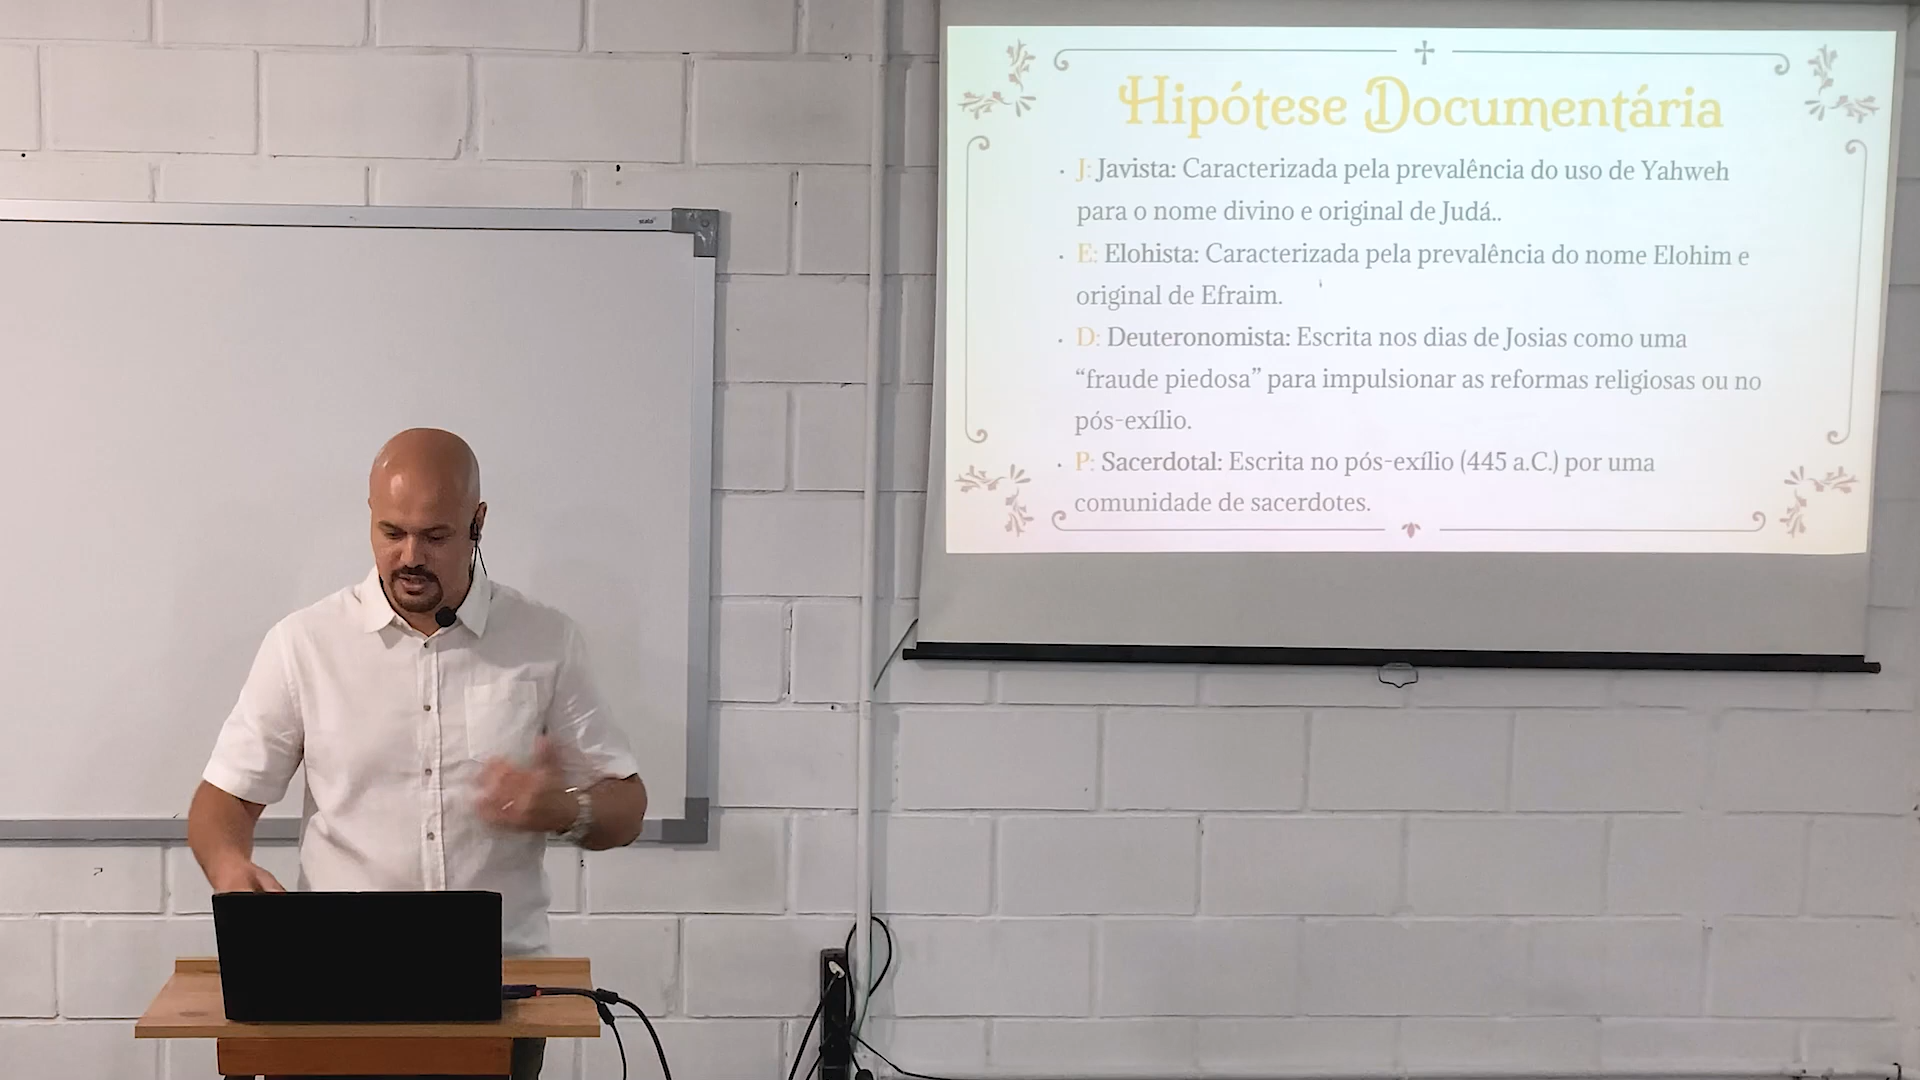 Hipótese Documentária
· J: Javista: Caracterizada pela prevalência do uso de Yahweh
para o nome divino e original de Judá..
· E: Elohista: Caracterizada pela prevalência do nome Elohim e
original de Efraim.
· D: Deuteronomista: Escrita nos dias de Josias como uma
“fraude piedosa” para impulsionar as reformas religiosas ou no
pós-exílio.
· P: Sacerdotal: Escrita no pós-exílio (445 a.C.) por uma
comunidade de sacerdotes.